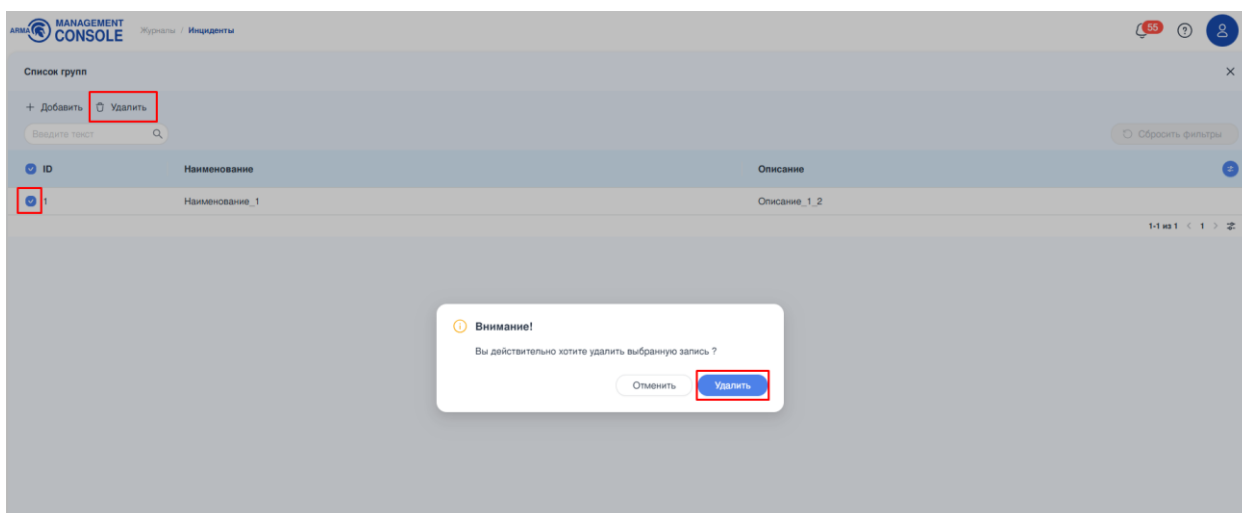 ARMA MANAGEMENT CONSOLE Журналы / Инциденты 55 ?
Список групп
+ Добавить Удалить
Введите текст Сбросить фильтры
ID Наименование Описание
1 Наименование_1 Описание_1_2
1-1 из 1 < 1 >
Внимание!
Вы действительно хотите удалить выбранную запись ?
Отменить Удалить